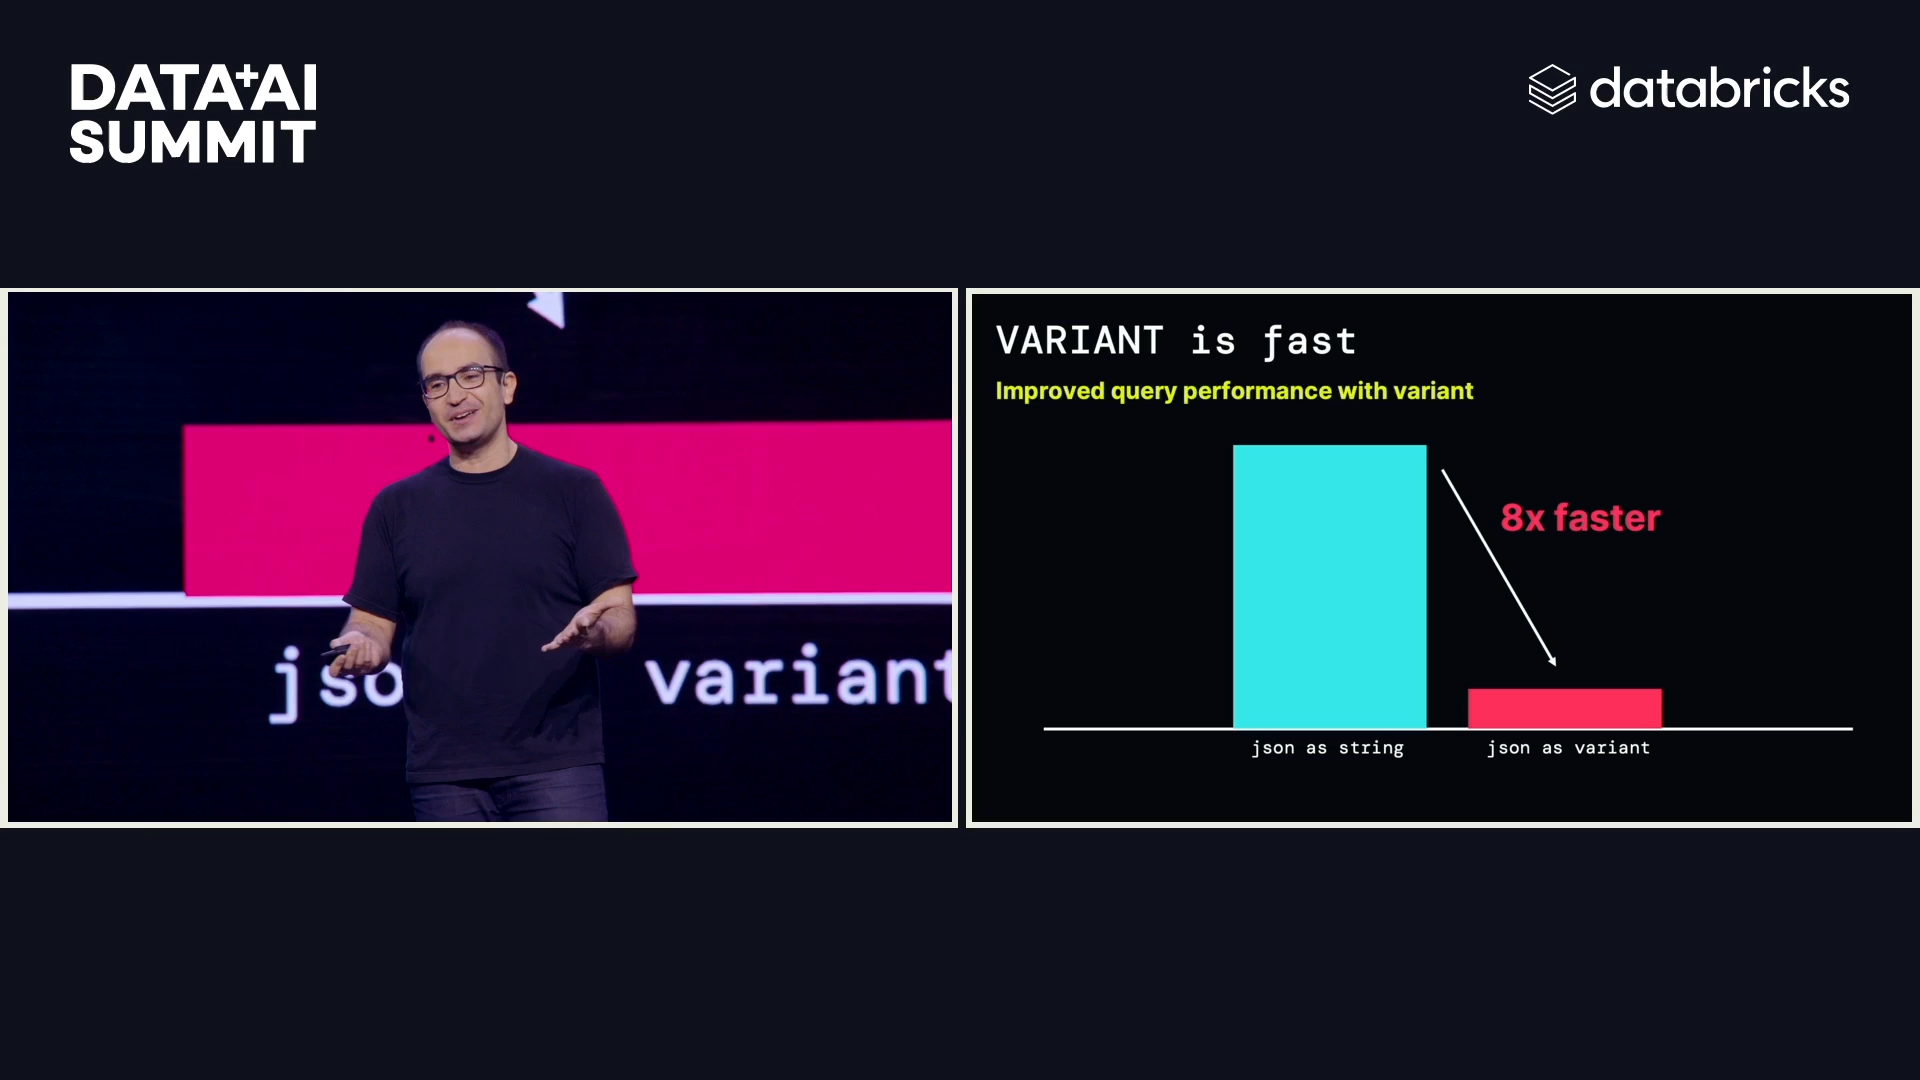 DATA+AI
SUMMIT
databricks
variant
VARIANT is fast
Improved query performance with variant
8x faster
json as string
json as variant